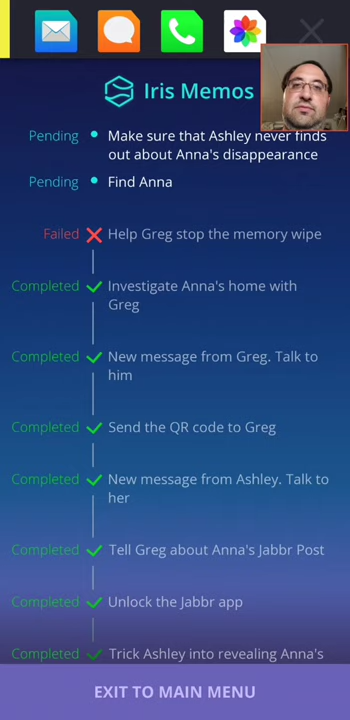 Iris Memos
Pending
Make sure that Ashley never finds
out about Anna's disappearance
Pending
Find Anna
Failed
Help Greg stop the memory wipe
Completed
Investigate Anna's home with
Greg
Completed
New message from Greg. Talk to
him
Completed
Send the QR code to Greg
Completed
New message from Ashley. Talk to
her
Completed
Tell Greg about Anna's Jabbr Post
Completed
Unlock the Jabbr app
Completed
Trick Ashley into revealing Anna's
EXIT TO MAIN MENU